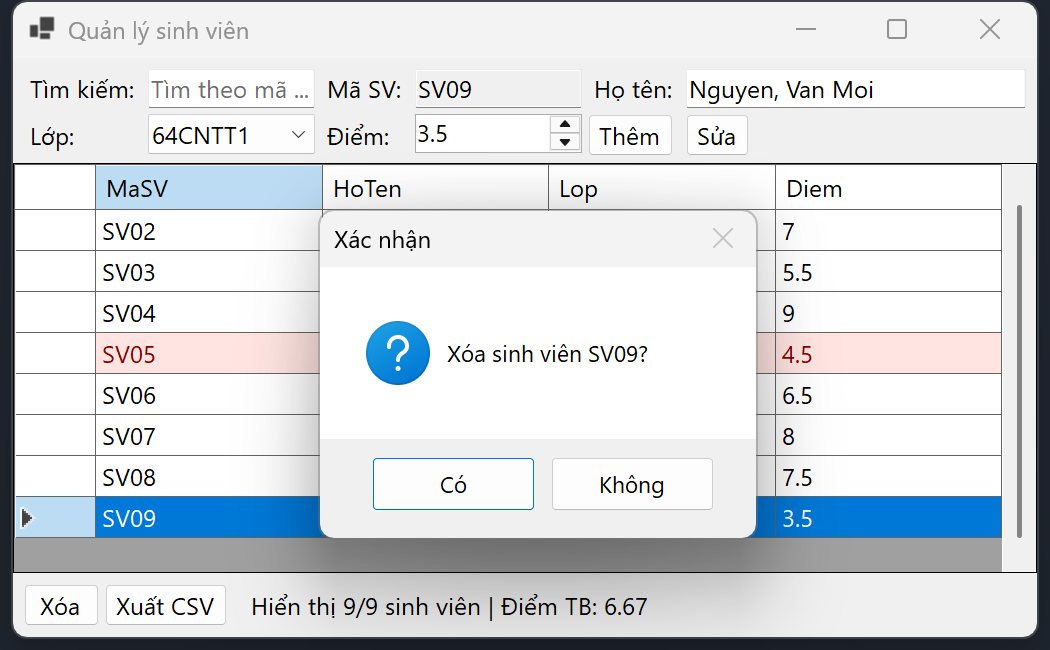 Quản lý sinh viên
Tìm kiếm: Tìm theo mã ... Mã SV: SV09 Họ tên: Nguyen, Van Moi
Lớp: 64CNTT1 Điểm: 3.5 Thêm Sửa
MaSV HoTen Lop Diem
SV02 7
SV03 5.5
SV04 9
SV05 4.5
SV06 6.5
SV07 8
SV08 7.5
SV09 3.5
Xác nhận
Xóa sinh viên SV09?
Có Không
Xóa Xuất CSV Hiển thị 9/9 sinh viên | Điểm TB: 6.67